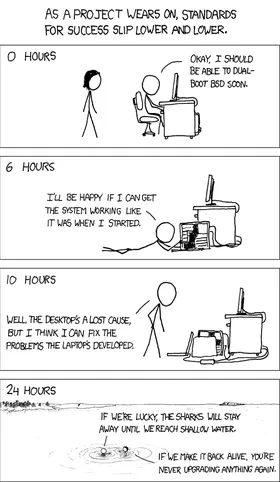 AS A PROJECT WEARS ON, STANDARDS
FOR SUCCESS SLIP LOWER AND LOWER.
0 HOURS
OKAY, I SHOULD
BE ABLE TO DUAL-
BOOT BSD SOON.
6 HOURS
I'LL BE HAPPY IF I CAN GET
THE SYSTEM WORKING LIKE
IT WAS WHEN I STARTED.
10 HOURS
WELL, THE DESKTOP'S A LOST CAUSE,
BUT I THINK I CAN FIX THE
PROBLEMS THE LAPTOP'S DEVELOPED.
24 HOURS
IF WE'RE LUCKY, THE SHARKS WILL STAY
AWAY UNTIL WE REACH SHALLOW WATER.
IF WE MAKE IT BACK ALIVE, YOU'RE
NEVER UPGRADING ANYTHING AGAIN.